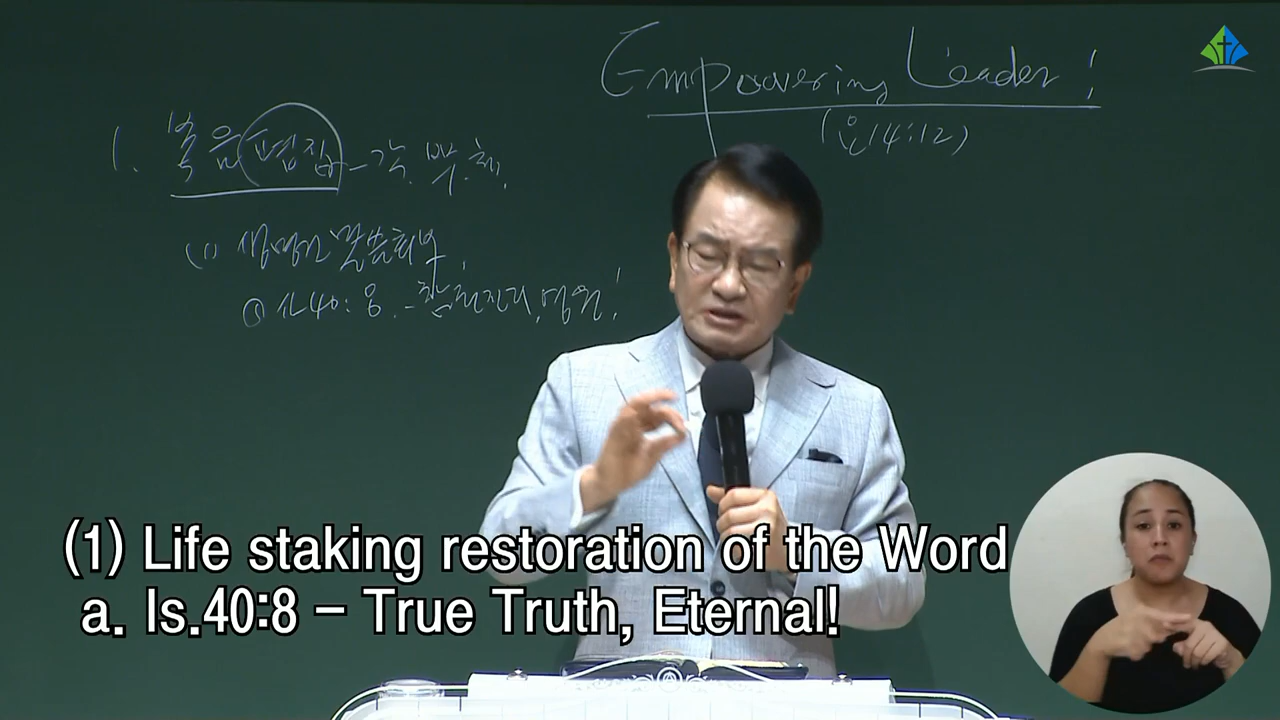 Empowering Leader!
(요14:12)
1. 복음편집-각.뿌.체.
(1) 생명건 말씀회복.
① 사40:8.-참된진리, 영원!
(1) Life staking restoration of the Word
a. Is.40:8 – True Truth, Eternal!